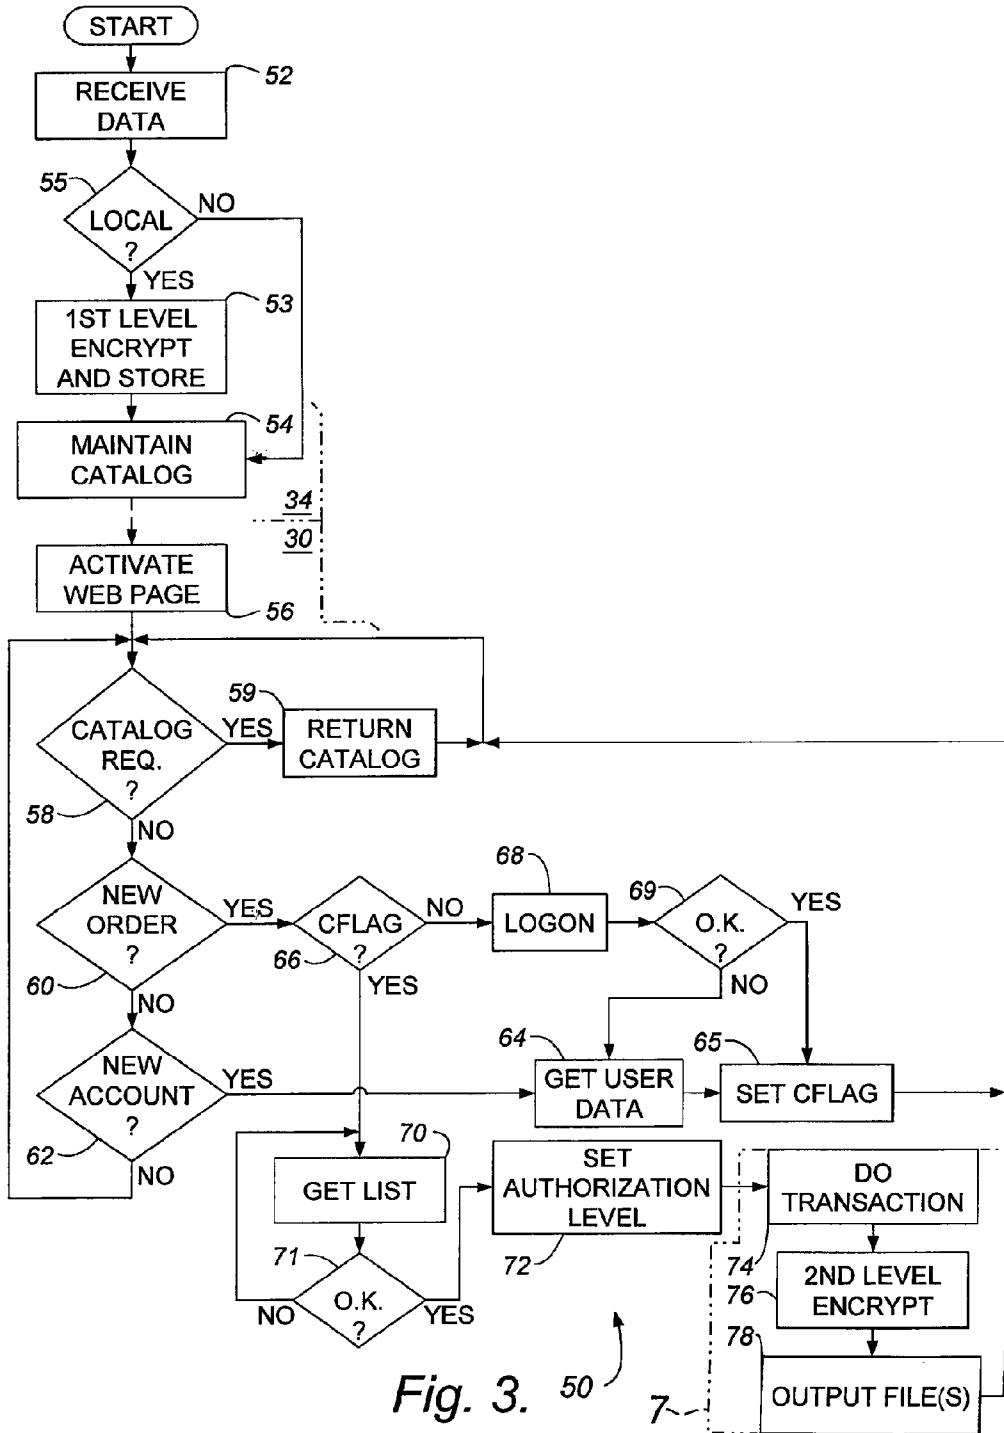 START
52
RECEIVE
DATA
55
LOCAL
?
NO
YES
53
1ST LEVEL
ENCRYPT
AND STORE
54
MAINTAIN
CATALOG
34
30
ACTIVATE
WEB PAGE
56
CATALOG
REQ.
?
58
YES
59
RETURN
CATALOG
NO
NEW
ORDER
?
60
YES
CFLAG
?
66
NO
68
LOGON
69
O.K.
?
YES
NO
YES
NO
NEW
ACCOUNT
?
62
YES
64
GET USER
DATA
65
SET CFLAG
NO
70
GET LIST
71
O.K.
?
NO
YES
SET
AUTHORIZATION
LEVEL
72
DO
TRANSACTION
74
2ND LEVEL
ENCRYPT
76
78
OUTPUT FILE(S)
7
50
Fig. 3.